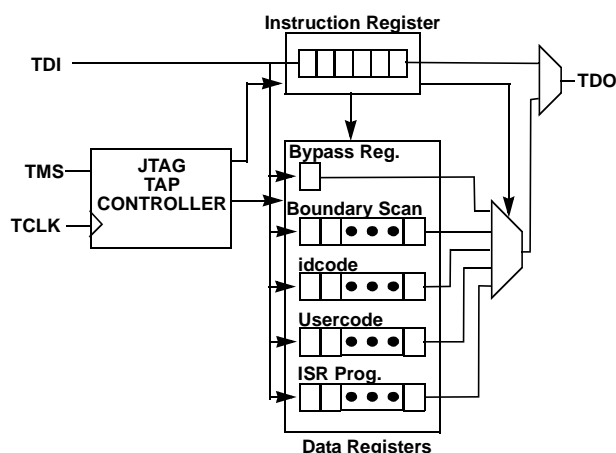 Instruction Register
TDI
TDO
JTAG
TAP
CONTROLLER
TMS
TCLK
Bypass Reg.
Boundary Scan
idcode
Usercode
ISR Prog.
Data Registers